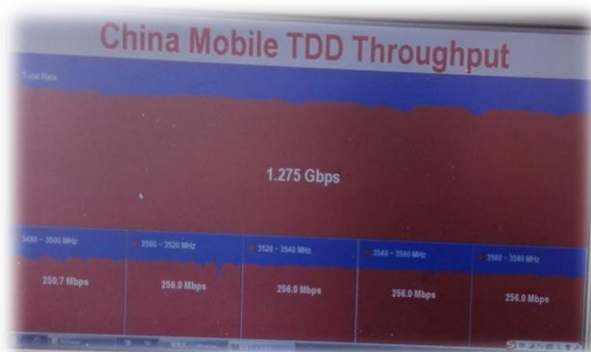 China Mobile TDD Throughput
Total Rate
1.275 Gbps
3480 ~ 3500 MHz
3500 ~ 3520 MHz
3520 ~ 3540 MHz
3540 ~ 3560 MHz
3560 ~ 3580 MHz
250.7 Mbps
256.0 Mbps
256.0 Mbps
256.0 Mbps
256.0 Mbps